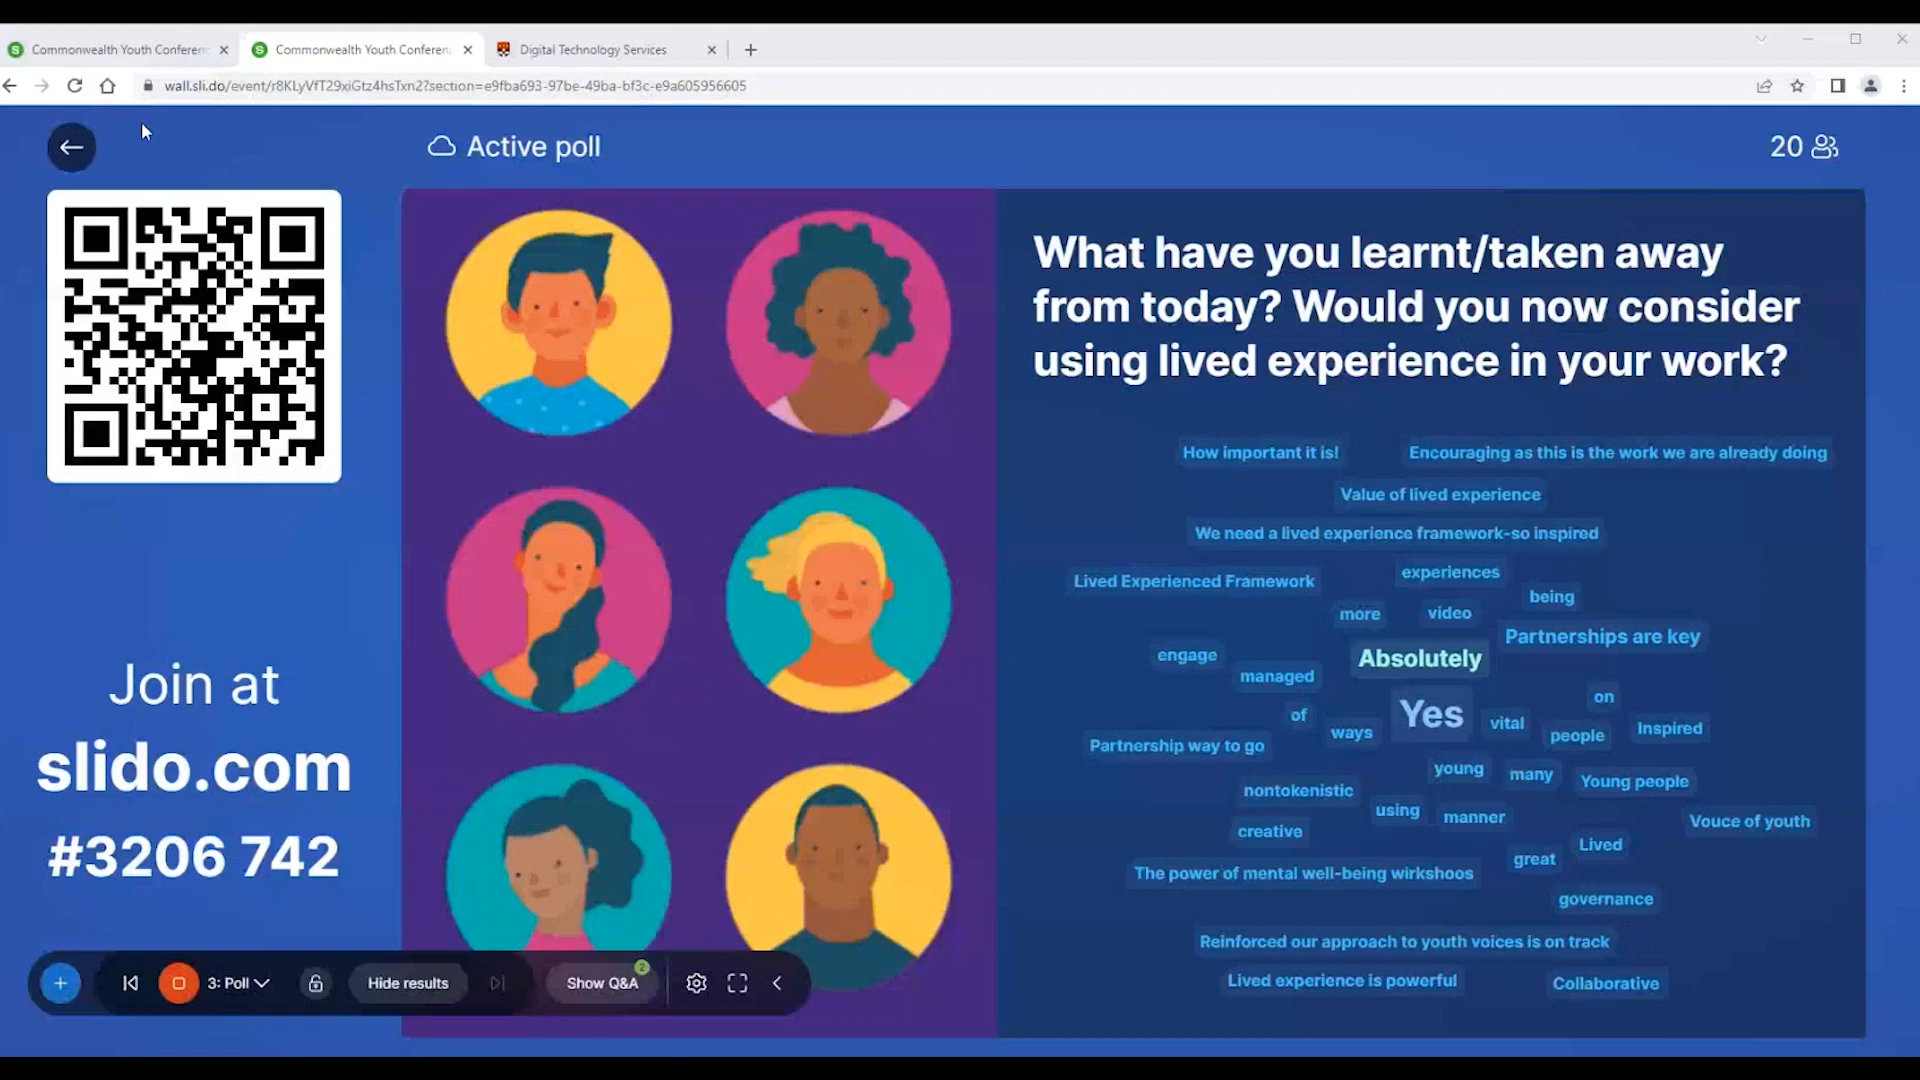 Commonwealth Youth Conferenc
Commonwealth Youth Conferenc
Digital Technology Services
wall.sli.do/event/r8KLyVfT29xiGtz4hsTxn2?section=e9fba693-97be-49ba-bf3c-e9a605956605
Active poll
20
What have you learnt/taken away
from today? Would you now consider
using lived experience in your work?
How important it is!
Encouraging as this is the work we are already doing
Value of lived experience
We need a lived experience framework-so inspired
experiences
Lived Experienced Framework
being
more
video
Partnerships are key
engage
Absolutely
managed
on
of
Yes
vital
ways
people
Inspired
Partnership way to go
young
many
Young people
nontokenistic
using
manner
Vouce of youth
creative
Lived
great
The power of mental well-being wirkshoos
governance
Reinforced our approach to youth voices is on track
Lived experience is powerful
Collaborative
Join at
slido.com
#3206 742
3: Poll
Hide results
Show Q&A
2